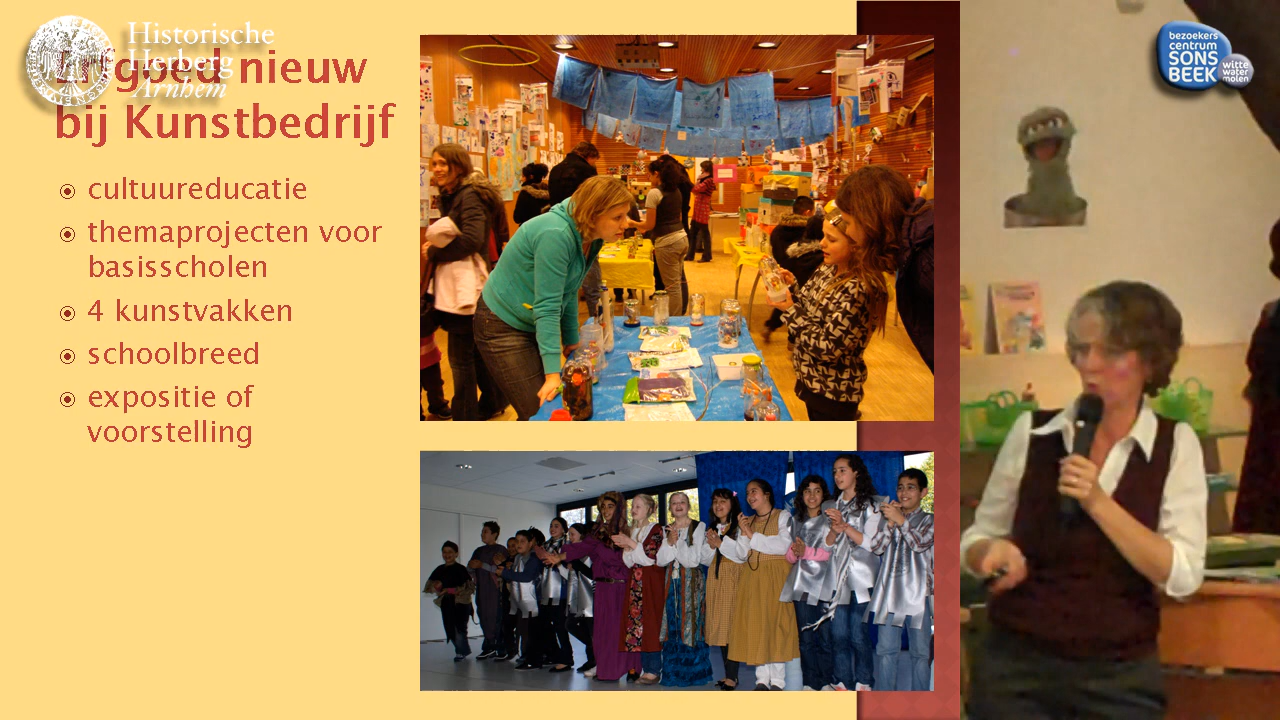 Historische
Herberg
Arnhem
Erfgoed nieuw
bij Kunstbedrijf
cultuureducatie
themaprojecten voor
basisscholen
4 kunstvakken
schoolbreed
expositie of
voorstelling
bezoekers
centrum
SONS
BEEK
witte
water
molen